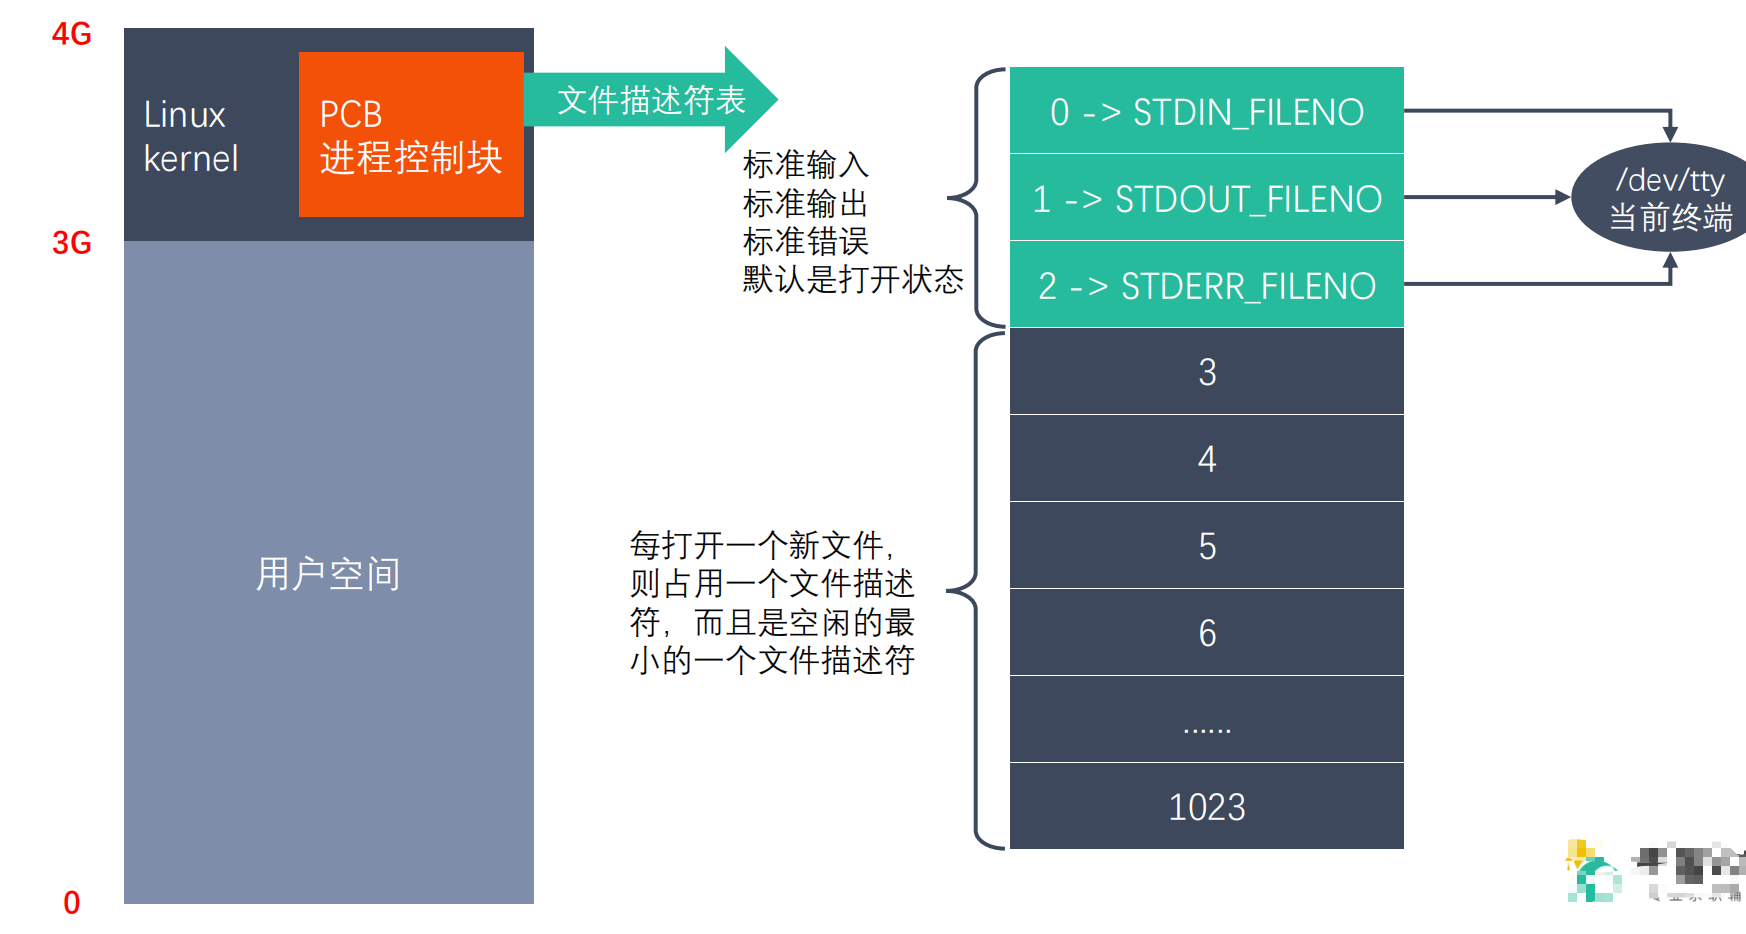 4G
Linux
kernel
PCB
进程控制块
文件描述符表
3G
用户空间
0
标准输入
标准输出
标准错误
默认是打开状态
每打开一个新文件，
则占用一个文件描述
符，而且是空闲的最
小的一个文件描述符
0 -> STDIN_FILENO
1 -> STDOUT_FILENO
2 -> STDERR_FILENO
3
4
5
6
......
1023
/dev/tty
当前终端